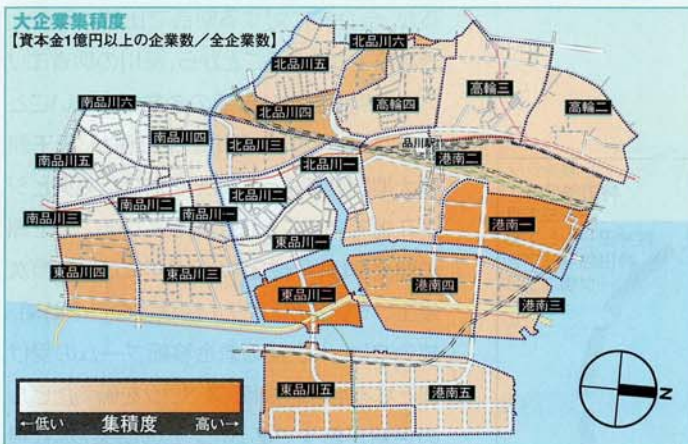 大企業集積度
【資本金1億円以上の企業数／全企業数】
北品川六
北品川五
高輪三
高輪二
高輪四
南品川六
北品川四
南品川四
北品川三
品川駅
港南二
南品川五
北品川一
北品川二
南品川二
南品川三
南品川一
港南一
東品川一
東品川四
東品川三
港南四
東品川二
港南三
東品川五
港南五
←低い 集積度 高い→
N